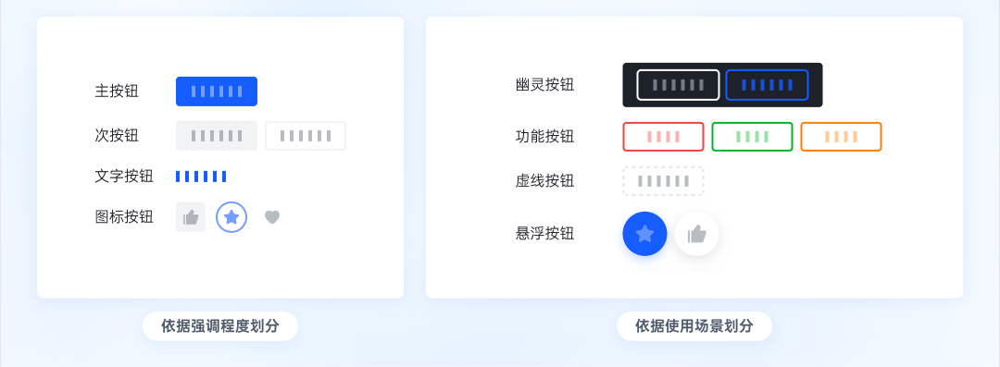 主按钮
次按钮
文字按钮
图标按钮
依据强调程度划分
幽灵按钮
功能按钮
虚线按钮
悬浮按钮
依据使用场景划分